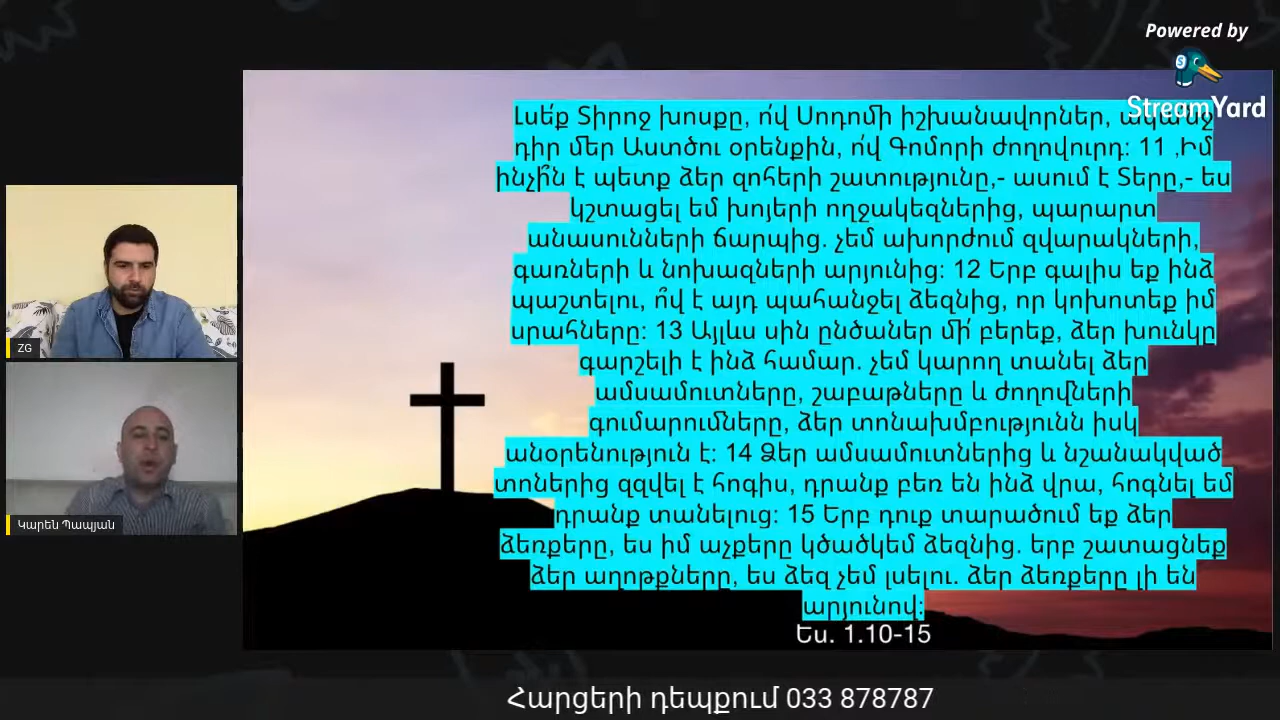 Powered by
StreamYard
Լսե՛ք Տիրոջ խոսքը, ո՛վ Սոդոմի իշխանավորներ, ականջ
դիր մեր Աստծու օրենքին, ո՛վ Գոմորի ժողովուրդ: 11 ,Իմ
ինչի՞ն է պետք ձեր զոհերի շատությունը,- ասում է Տերը,- ես
կշտացել եմ խոյերի ողջակեզներից, պարարտ
անասունների ճարպից. չեմ ախորժում զվարակների,
գառների և նոխազների արյունից: 12 Երբ գալիս եք ինձ
պաշտելու, ո՞վ է այդ պահանջել ձեզնից, որ կոխոտեք իմ
սրահները: 13 Այլևս սին ընծաներ մի՛ բերեք, ձեր խունկը
գարշելի է ինձ համար. չեմ կարող տանել ձեր
ամսամուտները, շաբաթները և ժողովների
գումարումները, ձեր տոնախմբությունն իսկ
անօրենություն է: 14 Ձեր ամսամուտներից և նշանակված
տոներից զզվել է հոգիս, դրանք բեռ են ինձ վրա, հոգնել եմ
դրանք տանելուց: 15 Երբ դուք տարածում եք ձեր
ձեռքերը, ես իմ աչքերը կծածկեմ ձեզնից. երբ շատացնեք
ձեր աղոթքները, ես ձեզ չեմ լսելու. ձեր ձեռքերը լի են
արյունով:
Ես. 1.10-15
ZG
Կարեն Պապյան
Հարցերի դեպքում 033 878787